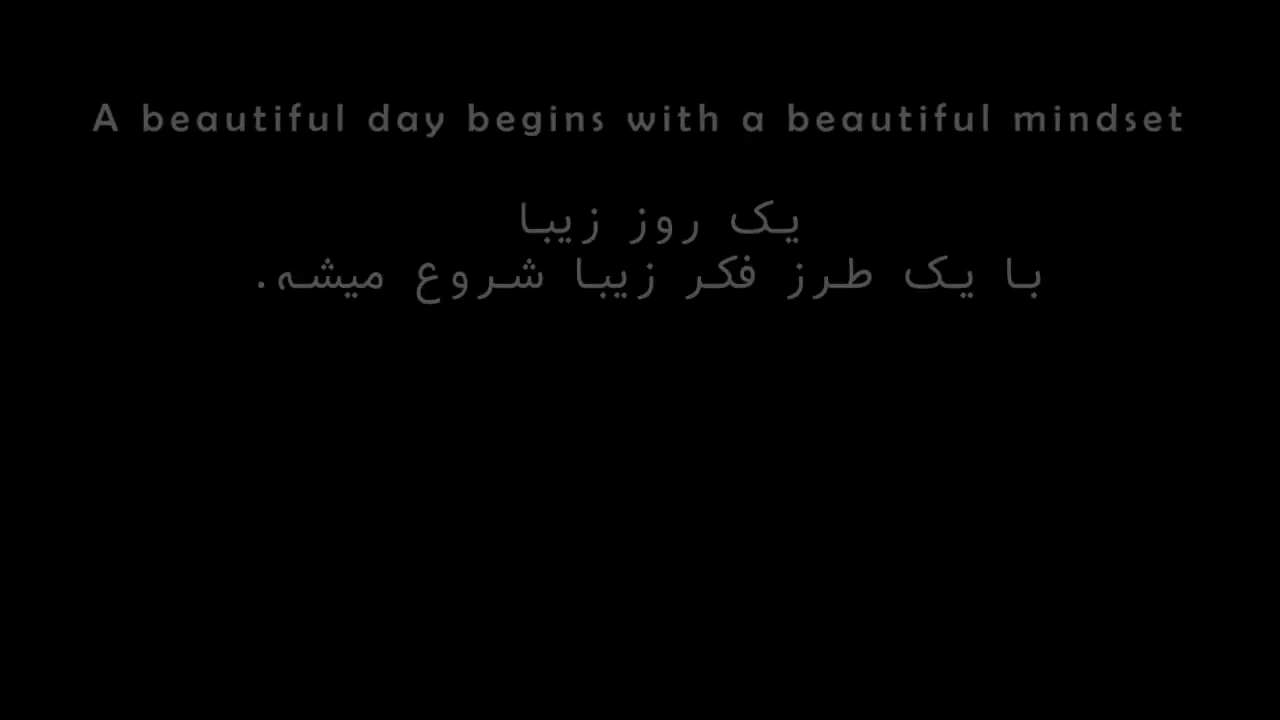 A beautiful day begins with a beautiful mindset
یک روز زیبا
با یک طرز فکر زیبا شروع میشه.